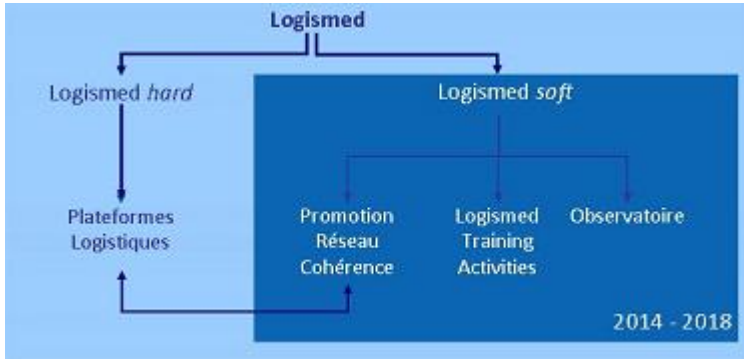 Logismed
Logismed hard
Logismed soft
Plateformes
Logistiques
Promotion
Réseau
Cohérence
Logismed
Training
Activities
Observatoire
2014 - 2018